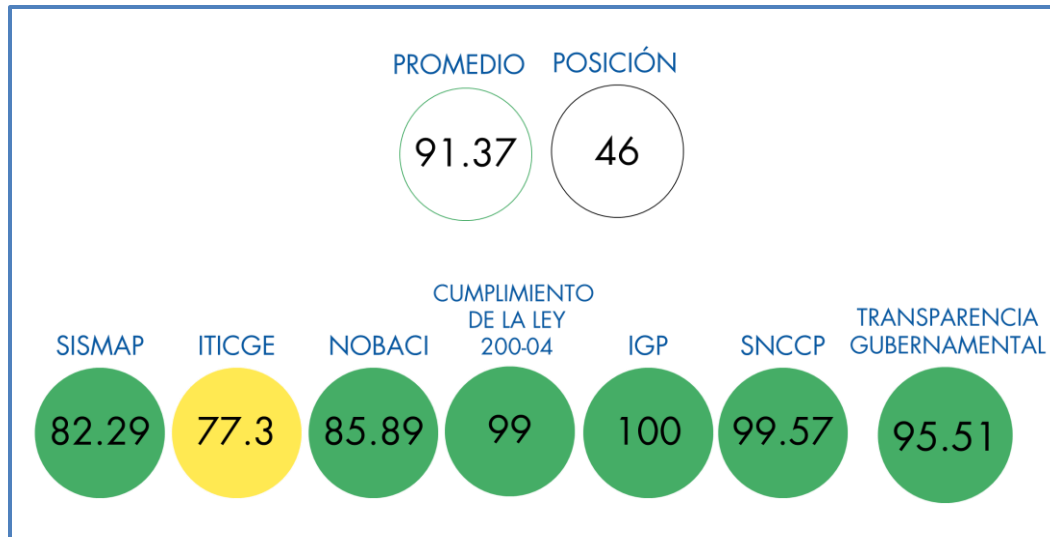 PROMEDIO POSICIÓN
91.37 46
CUMPLIMIENTO
DE LA LEY
200-04
SISMAP ITICGE NOBACI IGP SNCCP
TRANSPARENCIA
GUBERNAMENTAL
82.29 77.3 85.89 99 100 99.57 95.51